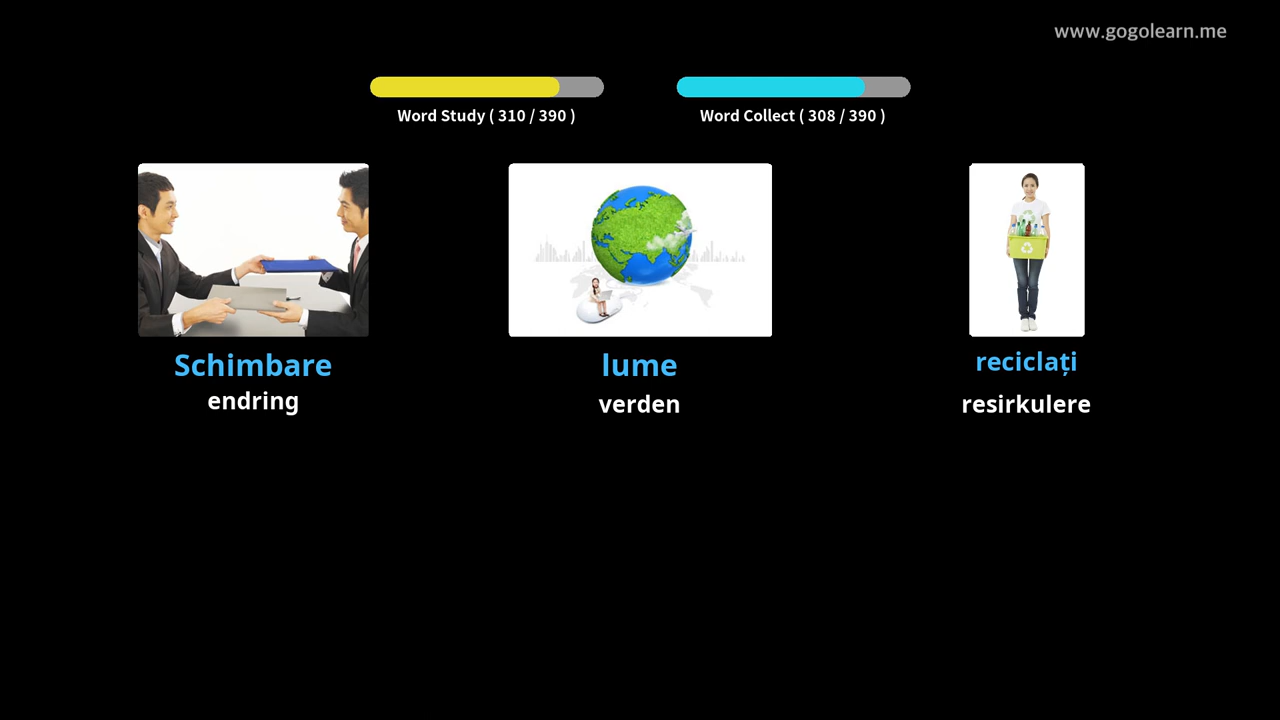 www.gogolearn.me
Word Study ( 310 / 390 )
Word Collect ( 308 / 390 )
Schimbare
endring
lume
verden
reciclați
resirkulere